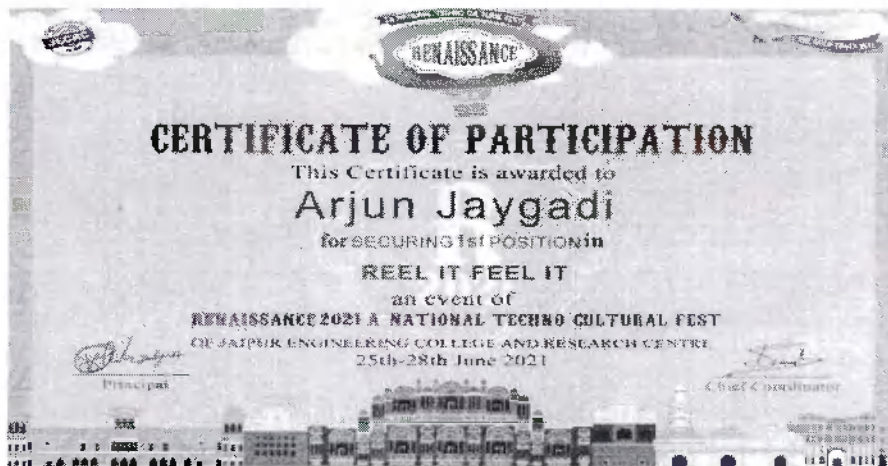 RENAISSANCE
CERTIFICATE OF PARTICIPATION
This Certificate is awarded to
Arjun Jaygadi
for SECURING 1st POSITION in
REEL IT FEEL IT
an event of
RENAISSANCE 2021 A NATIONAL TECHNO CULTURAL FEST
OF JAIPUR ENGINEERING COLLEGE AND RESEARCH CENTRE
25th-28th June 2021
Principal
Chief Coordinator